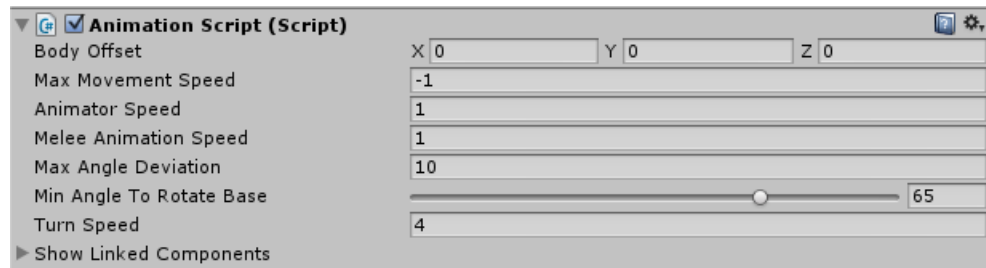 Animation Script (Script)
Body Offset X 0 Y 0 Z 0
Max Movement Speed -1
Animator Speed 1
Melee Animation Speed 1
Max Angle Deviation 10
Min Angle To Rotate Base 65
Turn Speed 4
Show Linked Components